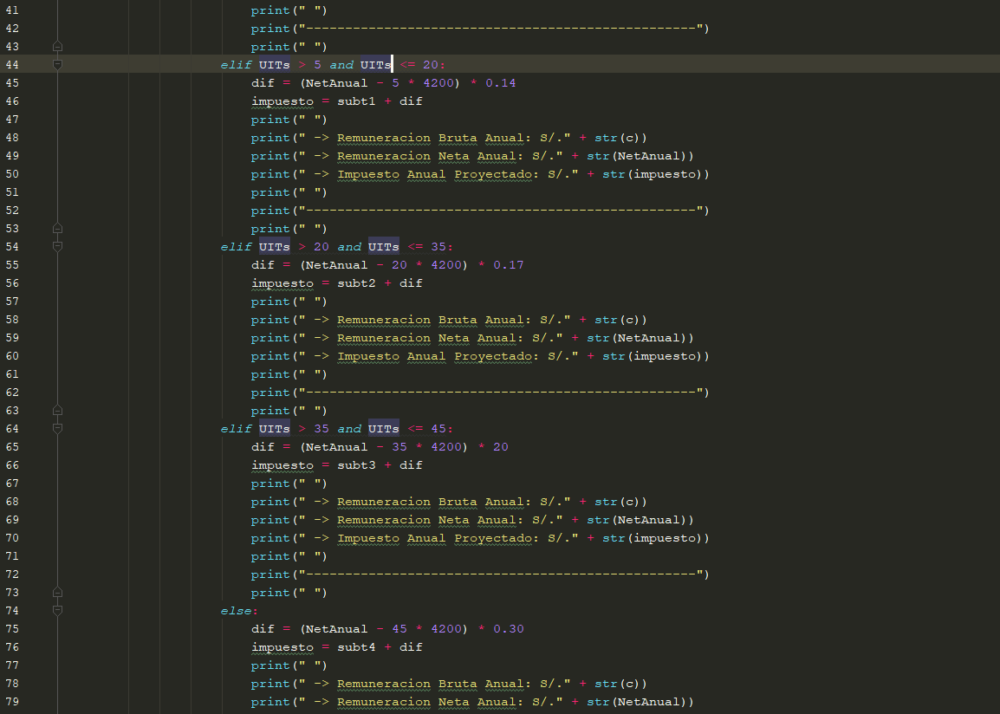 41 print(" ")
42 print("--------------------------------------------------")
43 print(" ")
44 elif UITs > 5 and UITs <= 20:
45 dif = (NetAnual - 5 * 4200) * 0.14
46 impuesto = subt1 + dif
47 print(" ")
48 print(" -> Remuneracion Bruta Anual: S/." + str(c))
49 print(" -> Remuneracion Neta Anual: S/." + str(NetAnual))
50 print(" -> Impuesto Anual Proyectado: S/." + str(impuesto))
51 print(" ")
52 print("--------------------------------------------------")
53 print(" ")
54 elif UITs > 20 and UITs <= 35:
55 dif = (NetAnual - 20 * 4200) * 0.17
56 impuesto = subt2 + dif
57 print(" ")
58 print(" -> Remuneracion Bruta Anual: S/." + str(c))
59 print(" -> Remuneracion Neta Anual: S/." + str(NetAnual))
60 print(" -> Impuesto Anual Proyectado: S/." + str(impuesto))
61 print(" ")
62 print("--------------------------------------------------")
63 print(" ")
64 elif UITs > 35 and UITs <= 45:
65 dif = (NetAnual - 35 * 4200) * 20
66 impuesto = subt3 + dif
67 print(" ")
68 print(" -> Remuneracion Bruta Anual: S/." + str(c))
69 print(" -> Remuneracion Neta Anual: S/." + str(NetAnual))
70 print(" -> Impuesto Anual Proyectado: S/." + str(impuesto))
71 print(" ")
72 print("--------------------------------------------------")
73 print(" ")
74 else:
75 dif = (NetAnual - 45 * 4200) * 0.30
76 impuesto = subt4 + dif
77 print(" ")
78 print(" -> Remuneracion Bruta Anual: S/." + str(c))
79 print(" -> Remuneracion Neta Anual: S/." + str(NetAnual))